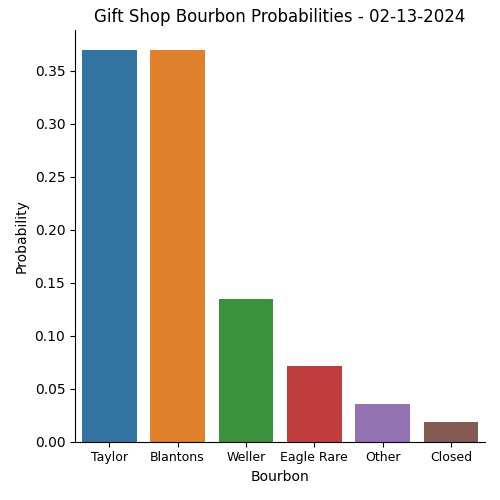 Gift Shop Bourbon Probabilities - 02-13-2024
Probability
0.35
0.30
0.25
0.20
0.15
0.10
0.05
0.00
Taylor Blantons Weller Eagle Rare Other Closed
Bourbon